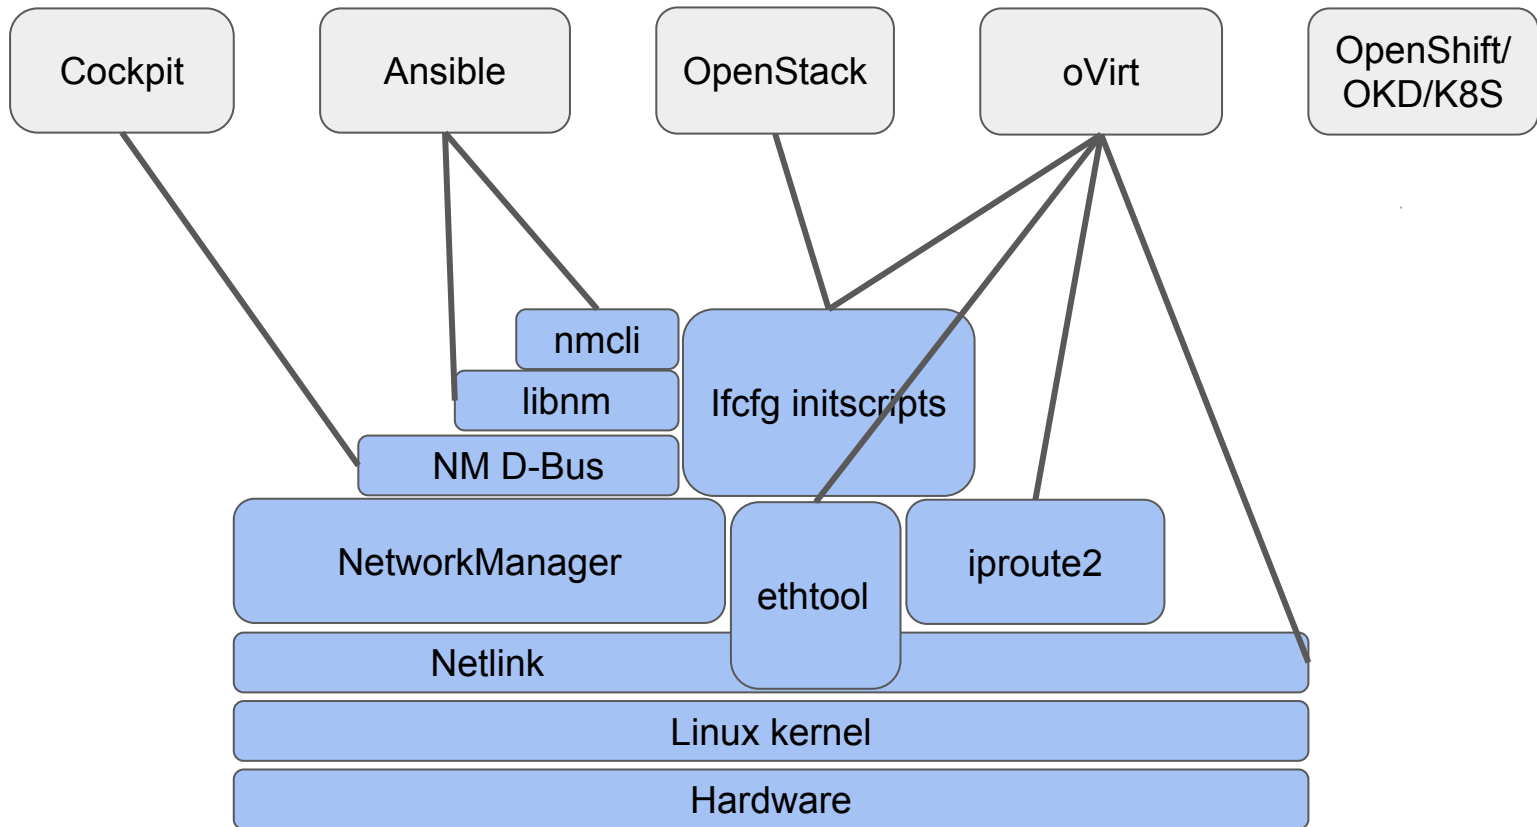 Cockpit
Ansible
OpenStack
oVirt
OpenShift/
OKD/K8S
nmcli
libnm
Ifcfg initscripts
NM D-Bus
NetworkManager
ethtool
iproute2
Netlink
Linux kernel
Hardware